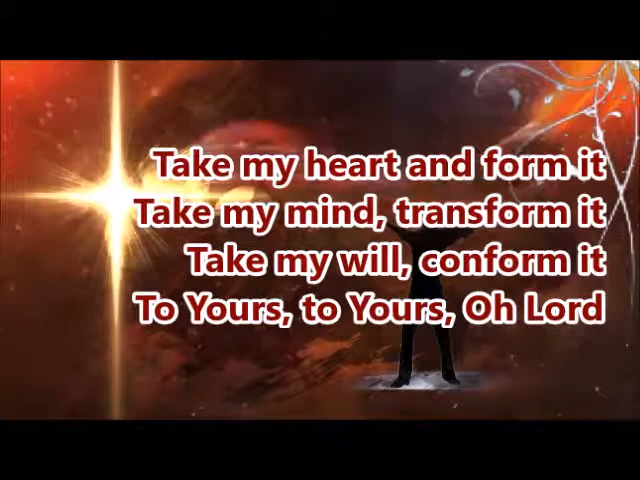 Take my heart and form it
Take my mind, transform it
Take my will, conform it
To Yours, to Yours, Oh Lord